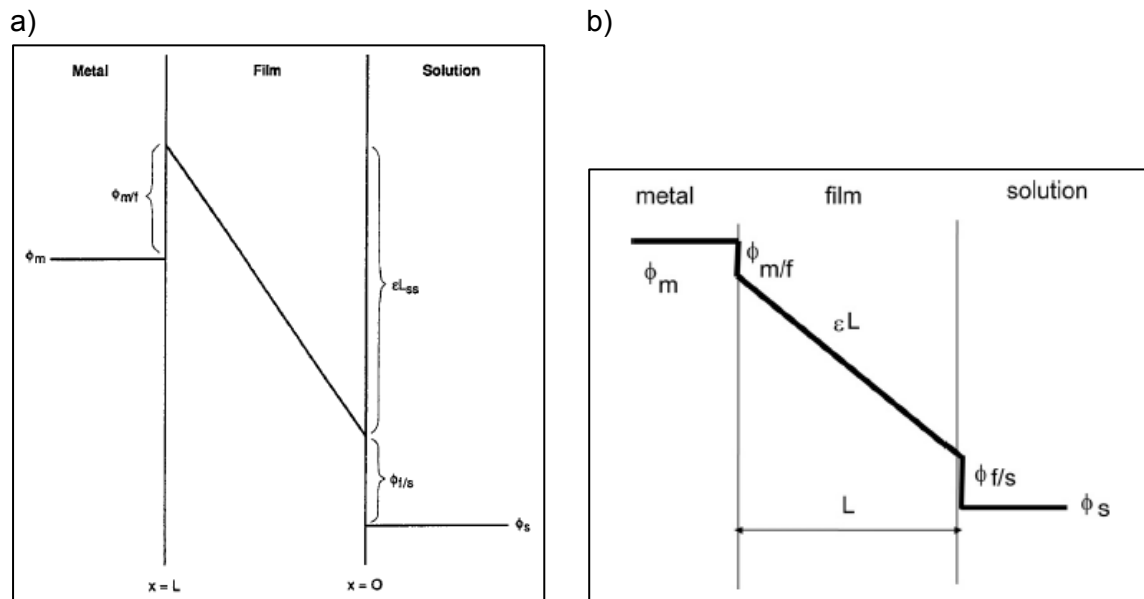 a)
Metal
Film
Solution
ϕm/f
ϕm
εLss
ϕf/s
ϕs
x = L
x = O
b)
metal
film
solution
ϕm
ϕm/f
εL
ϕf/s
L
ϕs